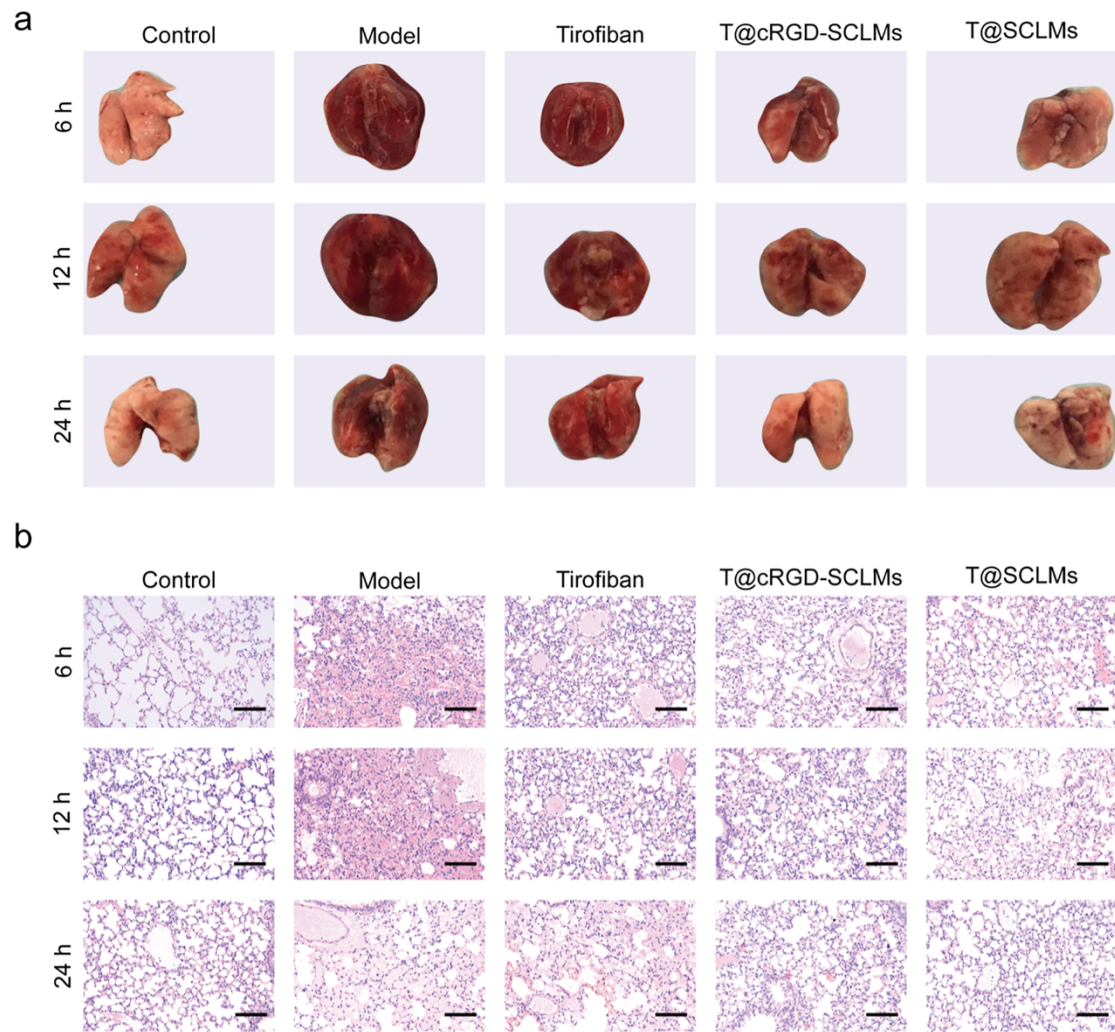 a
Control Model Tirofiban T@cRGD-SCLMs T@SCLMs
6 h
12 h
24 h
b
Control Model Tirofiban T@cRGD-SCLMs T@SCLMs
6 h
12 h
24 h